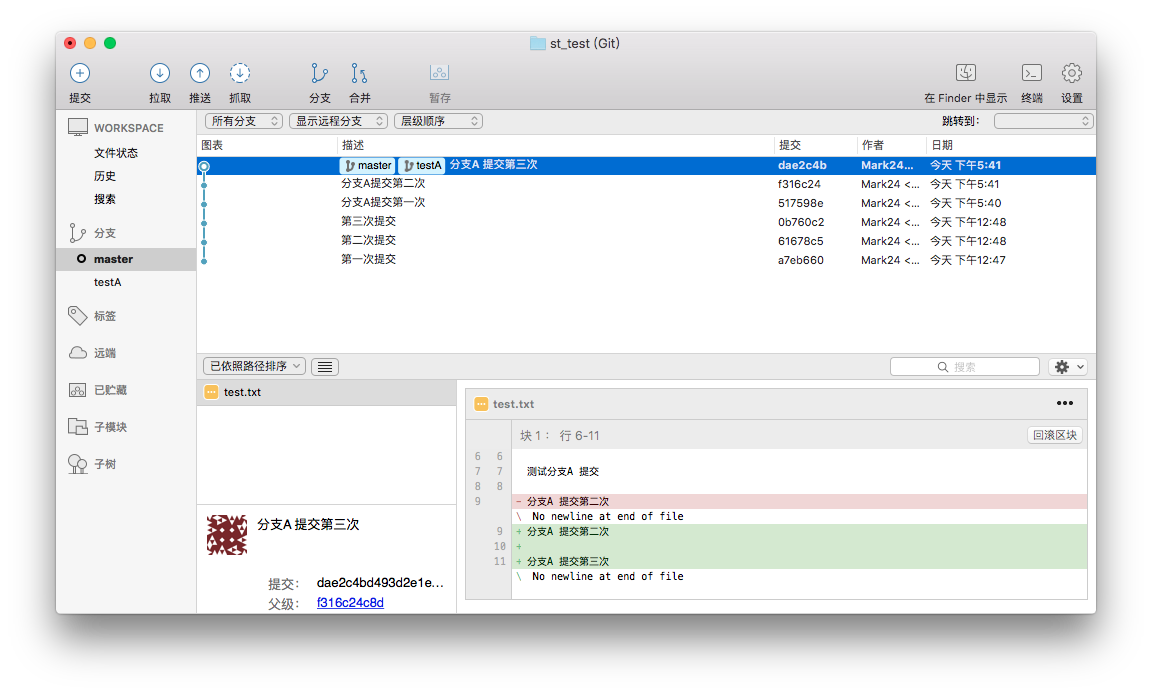 st_test (Git)
提交 拉取 推送 抓取 分支 合并 暂存 在 Finder 中显示 终端 设置
WORKSPACE
文件状态
历史
搜索
分支
master
testA
标签
远端
已贮藏
子模块
子树
所有分支 显示远程分支 层级顺序 跳转到:
图表 描述 提交 作者 日期
master testA 分支A 提交第三次 dae2c4b Mark24... 今天 下午5:41
分支A提交第二次 f316c24 Mark24 <... 今天 下午5:41
分支A提交第一次 517598e Mark24 <... 今天 下午5:40
第三次提交 0b760c2 Mark24 <... 今天 下午12:48
第二次提交 61678c5 Mark24 <... 今天 下午12:48
第一次提交 a7eb660 Mark24 <... 今天 下午12:47
已依照路径排序 搜索
test.txt
分支A 提交第三次
提交: dae2c4bd493d2e1e...
父级: f316c24c8d
test.txt
块 1： 行 6-11 回滚区块
6 6
7 7 测试分支A 提交
8 8
9 - 分支A 提交第二次
\ No newline at end of file
9 + 分支A 提交第二次
10 +
11 + 分支A 提交第三次
\ No newline at end of file